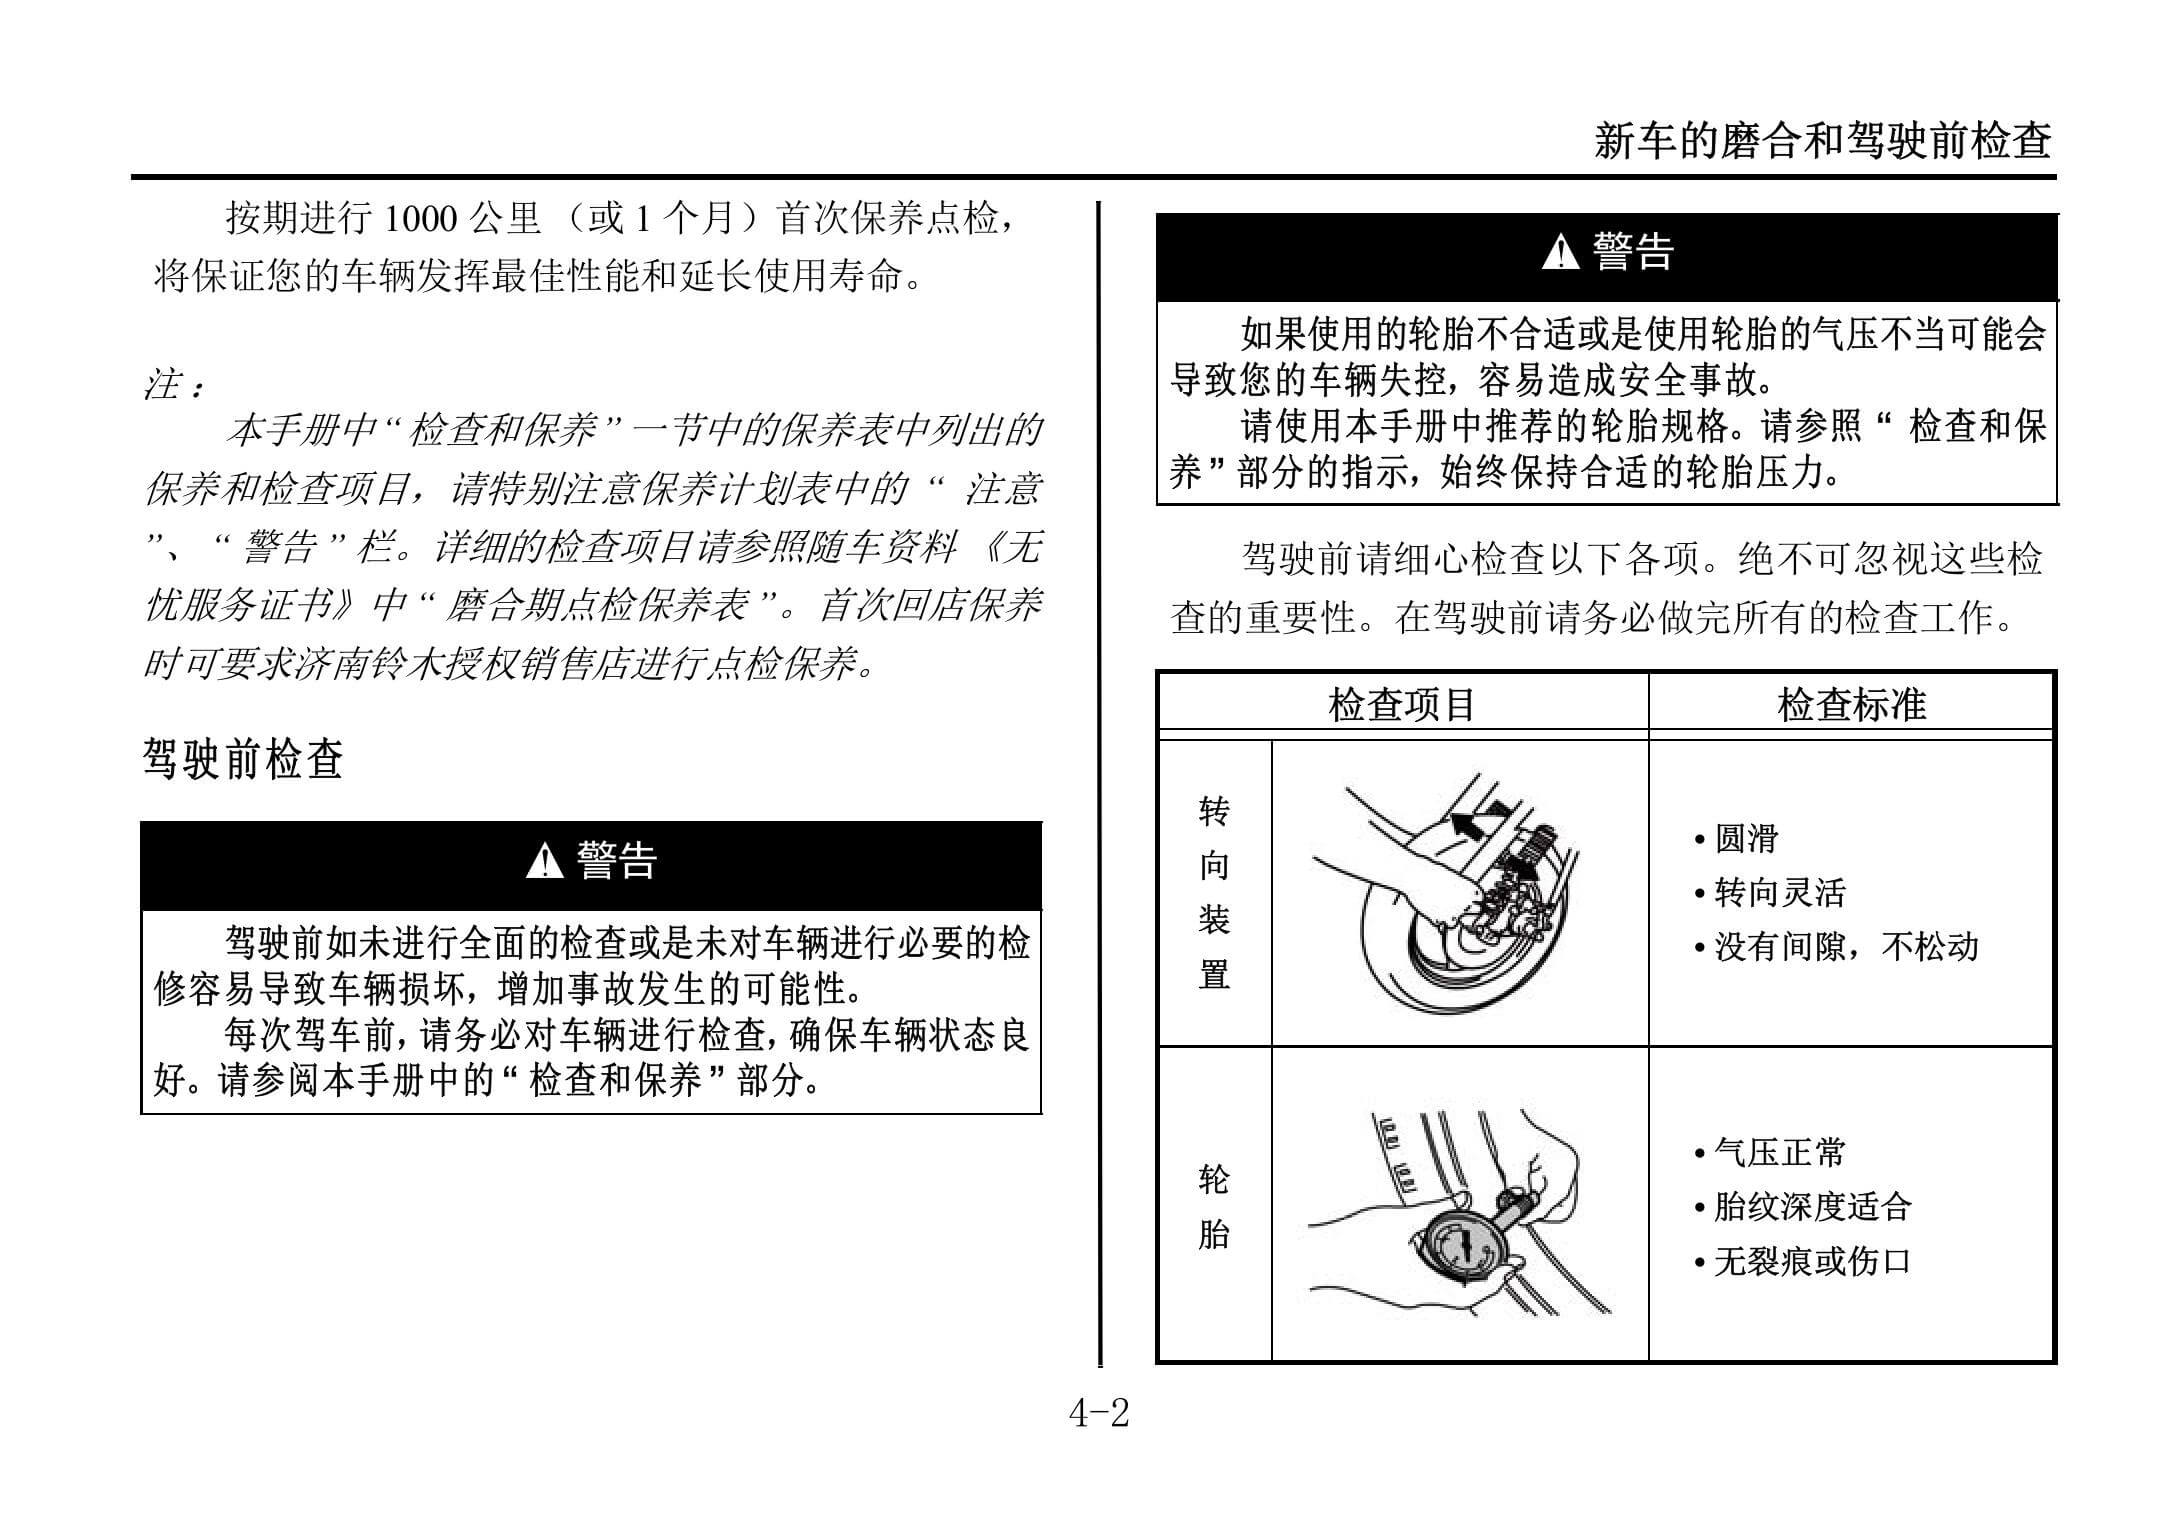 新车的磨合和驾驶前检查
按期进行 1000 公里 （或 1 个月）首次保养点检，
将保证您的车辆发挥最佳性能和延长使用寿命。
注：
本手册中“ 检查和保养 ”一节中的保养表中列出的
保养和检查项目，请特别注意保养计划表中的 “ 注意
”、 “ 警告 ” 栏。详细的检查项目请参照随车资料 《无
忧服务证书》中 “ 磨合期点检保养表 ”。首次回店保养
时可要求济南铃木授权销售店进行点检保养。
驾驶前检查
警告
驾驶前如未进行全面的检查或是未对车辆进行必要的检
修容易导致车辆损坏，增加事故发生的可能性。
每次驾车前，请务必对车辆进行检查，确保车辆状态良
好。请参阅本手册中的“ 检查和保养 ”部分。
警告
如果使用的轮胎不合适或是使用轮胎的气压不当可能会
导致您的车辆失控，容易造成安全事故。
请使用本手册中推荐的轮胎规格。请参照 “ 检查和保
养 ”部分的指示，始终保持合适的轮胎压力。
驾驶前请细心检查以下各项。绝不可忽视这些检
查的重要性。在驾驶前请务必做完所有的检查工作。
检查项目 检查标准
转
向
装
置
• 圆滑
• 转向灵活
• 没有间隙，不松动
轮
胎
• 气压正常
• 胎纹深度适合
• 无裂痕或伤口
4-2